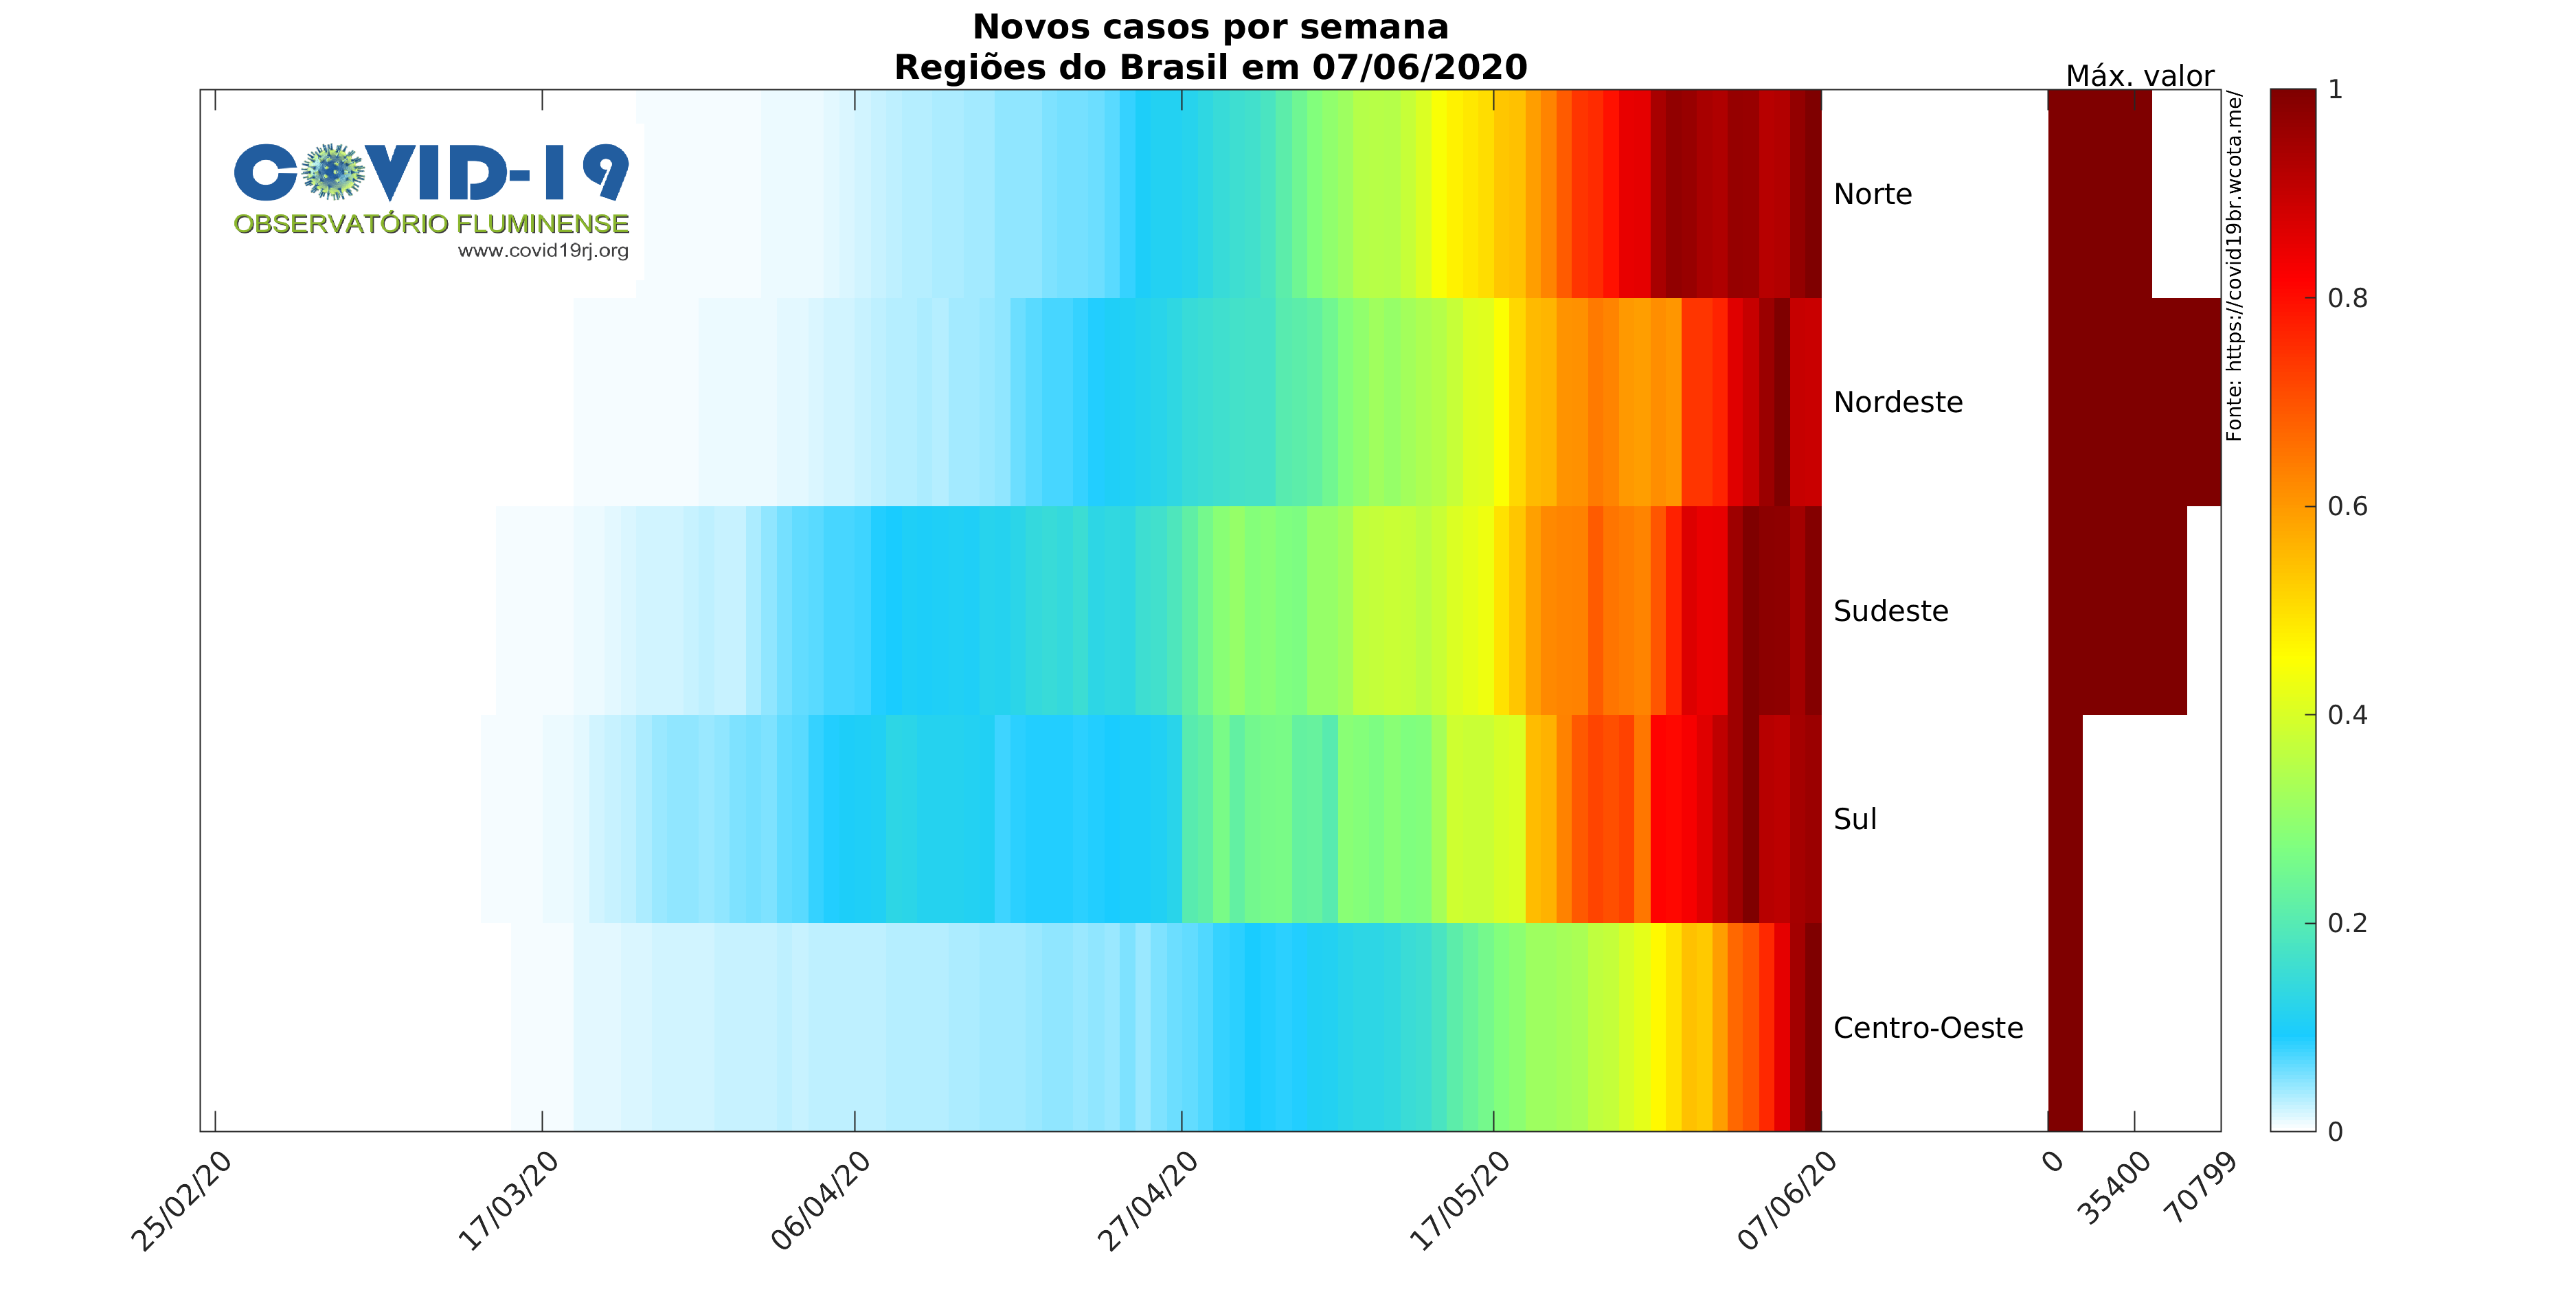 Novos casos por semana
Regiões do Brasil em 07/06/2020
Máx. valor
COVID-19
OBSERVATÓRIO FLUMINENSE
www.covid19rj.org
Norte
Nordeste
Sudeste
Sul
Centro-Oeste
Fonte: https://covid19br.wcota.me/
1
0.8
0.6
0.4
0.2
0
25/02/20
17/03/20
06/04/20
27/04/20
17/05/20
07/06/20
0
35400
70799